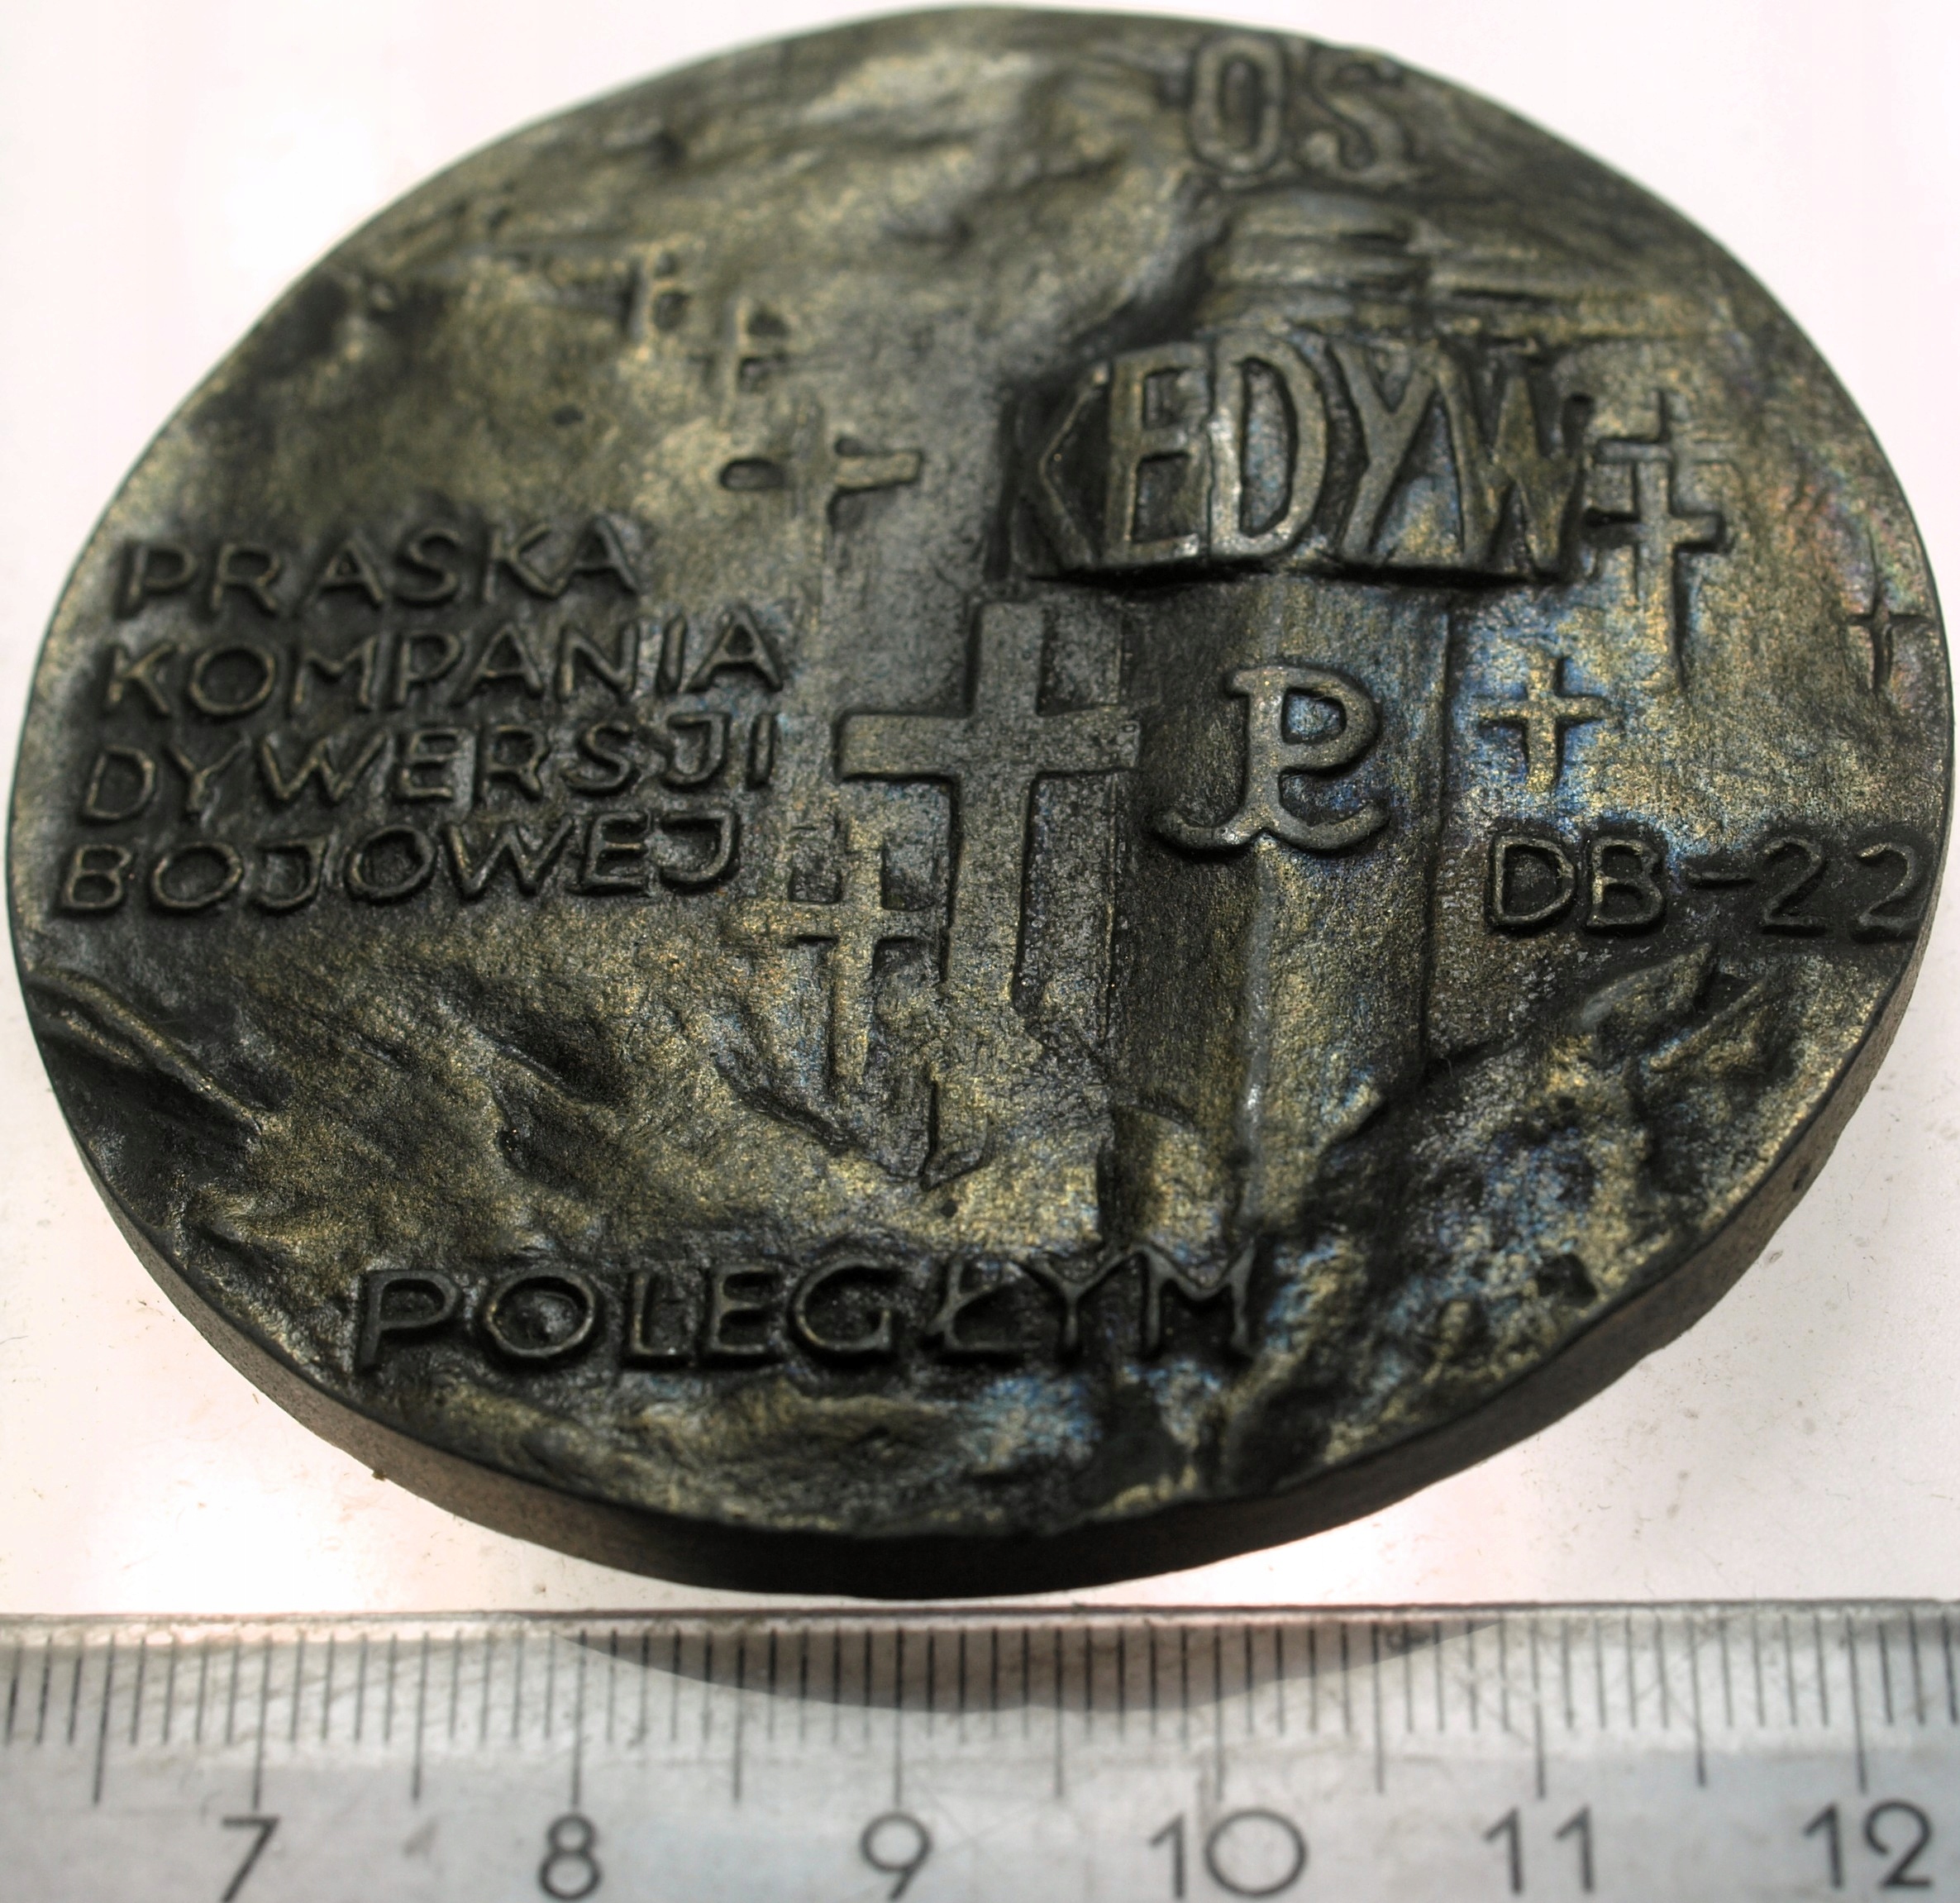 OS
KEDYW
PRASKA
KOMPANIA
DYWERSJI
BOJOWEJ
DB-22
POLEGŁYM
7 8 9 10 11 12